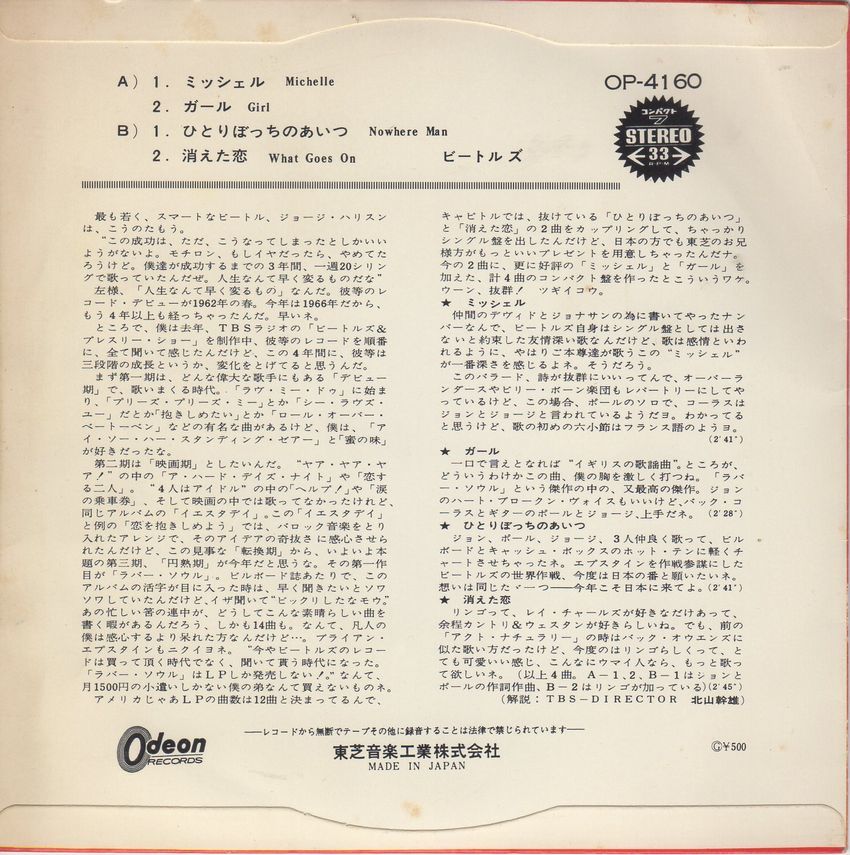 A) 1. ミッシェル Michelle
2. ガール Girl
B) 1. ひとりぼっちのあいつ Nowhere Man
2. 消えた恋 What Goes On ビートルズ
OP-4160
コンパクト
7
STEREO
33
R.P.M
最も若く、スマートなビートル、ジョージ・ハリスン
は、こうのたもう。
“この成功は、ただ、こうなってしまったとしかいい
ようがないよ。モチロン、もしイヤだったら、やめてた
ろうけど。僕達が成功するまでの3年間、一週20シリン
グで歌っていたんだぜ。人生なんて早く変るものだな”
左様、「人生なんて早く変るもの」なんだ。彼等のレ
コード・デビューが1962年の春。今年は1966年だから、
もう4年以上も経っちゃったんだ。早いネ。
ところで、僕は去年、TBSラジオの「ビートルズ&
プレスリー・ショー」を制作中、彼等のレコードを順番
に、全て聞いて感じたんだけど、この4年間に、彼等は
三段階の成長というか、変化をとげてると思うんだ。
まず第一期は、どんな偉大な歌手にもある「デビュー
期」で、歌いまくる時代。「ラヴ・ミー・ドゥ」に始ま
り、「プリーズ・プリーズ・ミー」とか「シー・ラヴズ・
ユー」だとか「抱きしめたい」とか「ロール・オーバー・
ベートーベン」などの有名な曲があるけど、僕は、「ア
イ・ソー・ハー・スタンディング・ゼアー」と「蜜の味」
が好きだったな。
第二期は「映画期」としたいんだ。“ヤア・ヤア・ヤ
ア!”の中の「ア・ハード・デイズ・ナイト」や「恋す
る二人」。“4人はアイドル”の中の「ヘルプ!」や「涙
の乗車券」、そして映画の中では歌ってなかったけれど、
同じアルバムの「イエスタデイ」。この「イエスタデイ」
と例の「恋を抱きしめよう」では、バロック音楽をとり
入れたアレンジで、そのアイデアの奇抜さに感心させら
れたんだけど、この見事な「転換期」から、いよいよ本
題の第三期、「円熟期」が今年だと思うな。その第一作
目が「ラバー・ソウル」。ビルボード誌あたりで、この
アルバムの活字が目に入った時は、早く聞きたいとソワ
ソワしていたんだけど、イザ聞いて“ビックリしたなモウ。”
あの忙しい筈の連中が、どうしてこんな素晴らしい曲を
書く暇があるんだろう、しかも14曲も。なんて、凡人の
僕は感心するより呆れた方なんだけど…。ブライアン・
エプスタインもニクイヨネ。“今やビートルズのレコー
ドは買って頂く時代でなく、聞いて貰う時代になった。
「ラバー・ソウル」はLPしか発売しない!。”なんて、
月1500円の小遣いしかない僕の弟なんて買えないものネ。
アメリカじゃあLPの曲数は12曲と決まってるんで、
キャピトルでは、抜けている「ひとりぼっちのあいつ」
と「消えた恋」の2曲をカップリングして、ちゃっかり
シングル盤を出したんだけど、日本の方でも東芝のお兄
様方がもっといいプレゼントを用意しちゃったんだナ。
今の2曲に、更に好評の「ミッシェル」と「ガール」を
加えた、計4曲のコンパクト盤を作ったとこういうワケ。
ウーン、抜群! ツギイコウ。
★ ミッシェル
仲間のデヴィドとジョナサンの為に書いてやったナン
バーなんで、ビートルズ自身はシングル盤としては出さ
ないと約束した友情深い歌なんだけど、歌は感情といわ
れるように、やはりご本尊達が歌うこの“ミッシェル”
が一番深さを感じるよネ。そうだろう。
このバラード、詩が抜群にいいってんで、オーバーラ
ンダースやビリー・ボーン楽団もレパートリーにしてや
っているけど、この場合、ポールのソロで、コーラスは
ジョンとジョージと言われているようだヨ。わかってる
と思うけど、歌の初めの六小節はフランス語のようヨ。
(2′41″)
★ ガール
一口で言えとなれば“イギリスの歌謡曲”。ところが、
どういうわけかこの曲、僕の胸を激しく打つね。「ラバ
ー・ソウル」という傑作の中の、又最高の傑作。ジョン
のハート・ブロークン・ヴォイスもいいけど、バック・コ
ーラスとギターのポールとジョージ、上手だネ。(2′28″)
★ ひとりぼっちのあいつ
ジョン、ポール、ジョージ、3人仲良く歌って、ビル
ボードとキャッシュ・ボックスのホット・テンに軽くチ
ャートさせちゃったネ。エプスタインを作戦参謀にした
ビートルズの世界作戦、今度は日本の番と願いたいネ。
想いは同じたゞ一つ――今年こそ日本に来てよ。(2′41″)
★ 消えた恋
リンゴって、レイ・チャールズが好きなだけあって、
余程カントリ&ウェスタンが好きらしいね。でも、前の
「アクト・ナチュラリー」の時はバック・オウエンズに
似た歌い方だったけど、今度のはリンゴらしくって、と
ても可愛いい感じ、こんなにウマイ人なら、もっと歌っ
て欲しいネ。(以上4曲。A-1、2、B-1はジョンと
ポールの作詞作曲、B-2はリンゴが加っている)(2′45″)
(解説:TBS-DIRECTOR 北山幹雄)
Odeon
RECORDS
――レコードから無断でテープその他に録音することは法律で禁じられています――
東芝音楽工業株式会社
MADE IN JAPAN
Ⓖ¥500